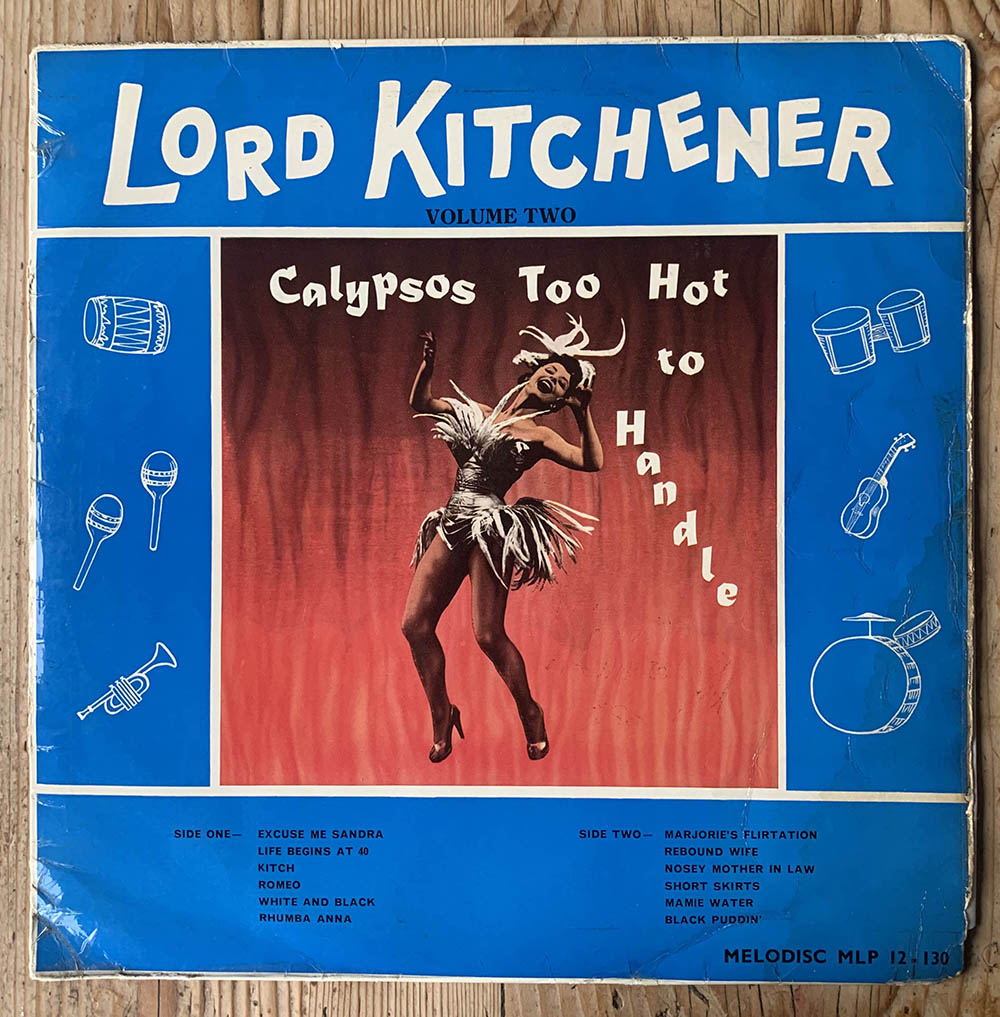 LORD KITCHENER
VOLUME TWO
Calypsos Too Hot
to
Handle
SIDE ONE— EXCUSE ME SANDRA
LIFE BEGINS AT 40
KITCH
ROMEO
WHITE AND BLACK
RHUMBA ANNA
SIDE TWO— MARJORIE'S FLIRTATION
REBOUND WIFE
NOSEY MOTHER IN LAW
SHORT SKIRTS
MAMIE WATER
BLACK PUDDIN'
MELODISC MLP 12-130